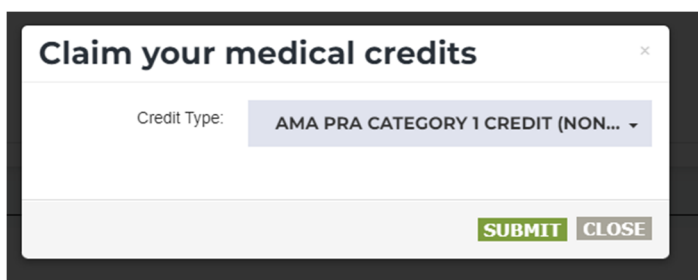 Claim your medical credits ×
Credit Type: AMA PRA CATEGORY 1 CREDIT (NON...
SUBMIT CLOSE